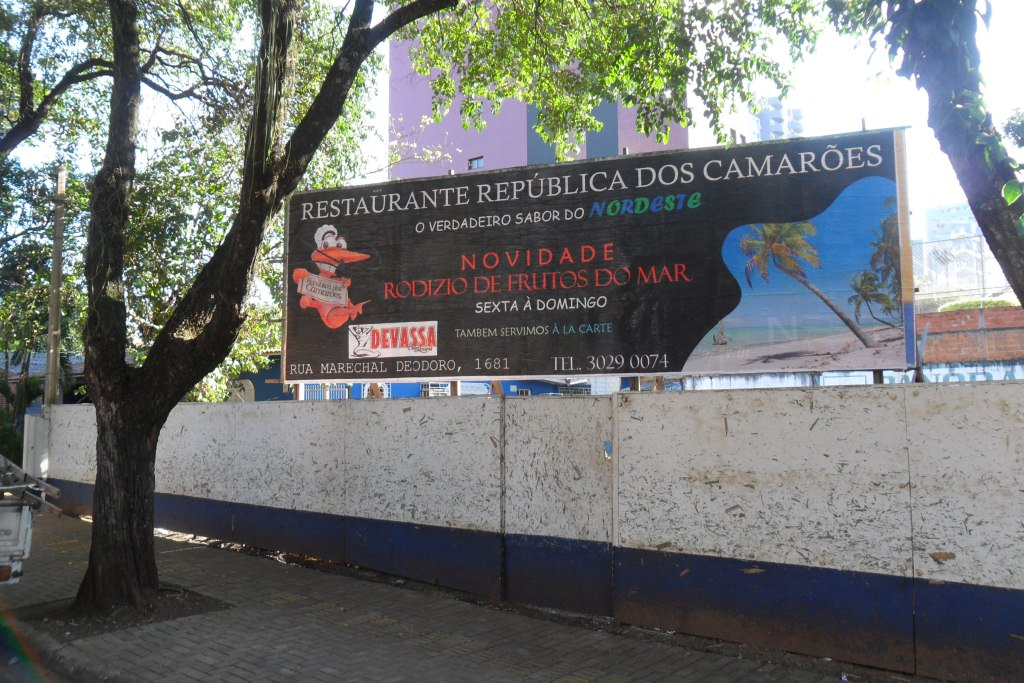 RESTAURANTE REPÚBLICA DOS CAMARÕES
O VERDADEIRO SABOR DO NORDESTE
NOVIDADE
RODIZIO DE FRUTOS DO MAR
SEXTA À DOMINGO
DEVASSA
TAMBEM SERVIMOS À LA CARTE
RUA MARECHAL DEODORO, 1681
TEL. 3029 0074